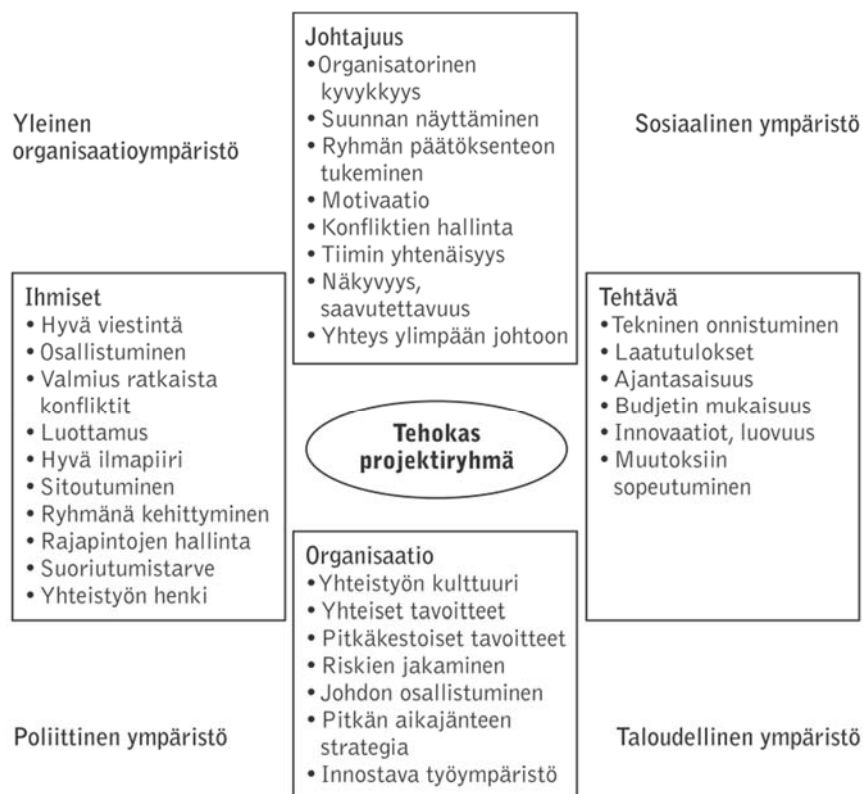 Yleinen
organisaatioympäristö
Johtajuus
• Organisatorinen
kyvykkyys
• Suunnan näyttäminen
• Ryhmän päätöksenteon
tukeminen
• Motivaatio
• Konfliktien hallinta
• Tiimin yhtenäisyys
• Näkyvyys,
saavutettavuus
• Yhteys ylimpään johtoon
Sosiaalinen ympäristö
Ihmiset
• Hyvä viestintä
• Osallistuminen
• Valmius ratkaista
konfliktit
• Luottamus
• Hyvä ilmapiiri
• Sitoutuminen
• Ryhmänä kehittyminen
• Rajapintojen hallinta
• Suoriutumistarve
• Yhteistyön henki
Tehokas
projektiryhmä
Tehtävä
• Tekninen onnistuminen
• Laatutulokset
• Ajantasaisuus
• Budjetin mukaisuus
• Innovaatiot, luovuus
• Muutoksiin
sopeutuminen
Organisaatio
• Yhteistyön kulttuuri
• Yhteiset tavoitteet
• Pitkäkestoiset tavoitteet
• Riskien jakaminen
• Johdon osallistuminen
• Pitkän aikajänteen
strategia
• Innostava työympäristö
Poliittinen ympäristö
Taloudellinen ympäristö